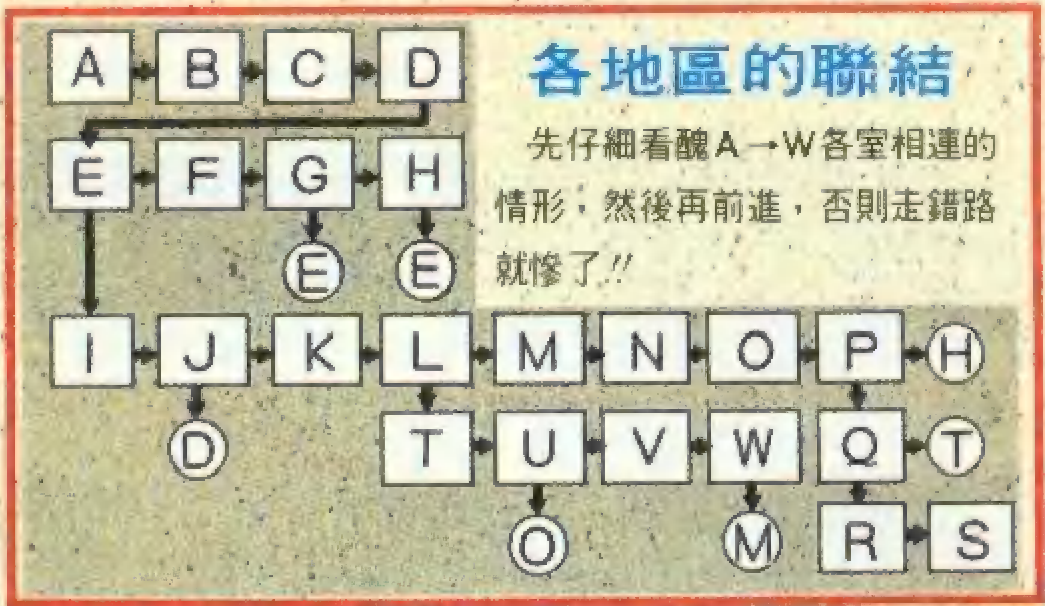 各地區的聯結
先仔細看醜A→W各室相連的
情形，然後再前進，否則走錯路
就慘了!!
A B C D
E F G H
E E
I J K L M N O P H
D T U V W Q T
O M R S